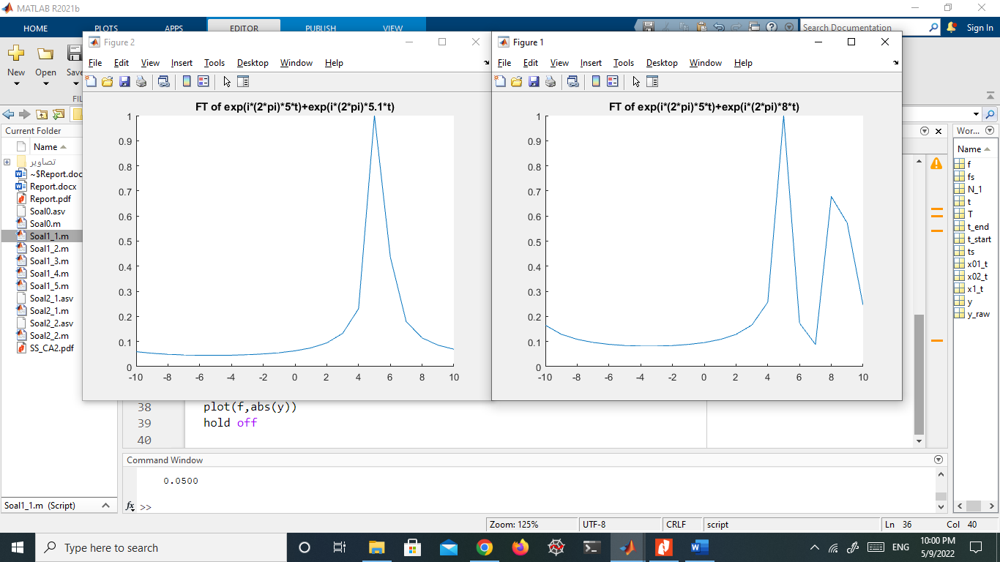 MATLAB R2021b
HOME PLOTS APPS EDITOR PUBLISH VIEW Search Documentation Sign In
New Open Save
FIL
Figure 2
File Edit View Insert Tools Desktop Window Help
FT of exp(i*(2*pi)*5*t)+exp(i*(2*pi)*5.1*t)
1
0.9
0.8
0.7
0.6
0.5
0.4
0.3
0.2
0.1
0
-10 -8 -6 -4 -2 0 2 4 6 8 10
Figure 1
File Edit View Insert Tools Desktop Window Help
FT of exp(i*(2*pi)*5*t)+exp(i*(2*pi)*8*t)
1
0.9
0.8
0.7
0.6
0.5
0.4
0.3
0.2
0.1
0
-10 -8 -6 -4 -2 0 2 4 6 8 10
Current Folder
Name
تصاویر
~$Report.doc
Report.docx
Report.pdf
Soal0.asv
Soal0.m
Soal1_1.m
Soal1_2.m
Soal1_3.m
Soal1_4.m
Soal1_5.m
Soal2_1.asv
Soal2_1.m
Soal2_2.asv
Soal2_2.m
SS_CA2.pdf
Soal1_1.m (Script)
38 plot(f,abs(y))
39 hold off
40
Command Window
0.0500
fx >>
Wor...
Name
f
fs
N_1
t
T
t_end
t_start
ts
x01_t
x02_t
x1_t
y
y_raw
Zoom: 125% UTF-8 CRLF script Ln 36 Col 40
Type here to search
ENG
10:00 PM
5/9/2022